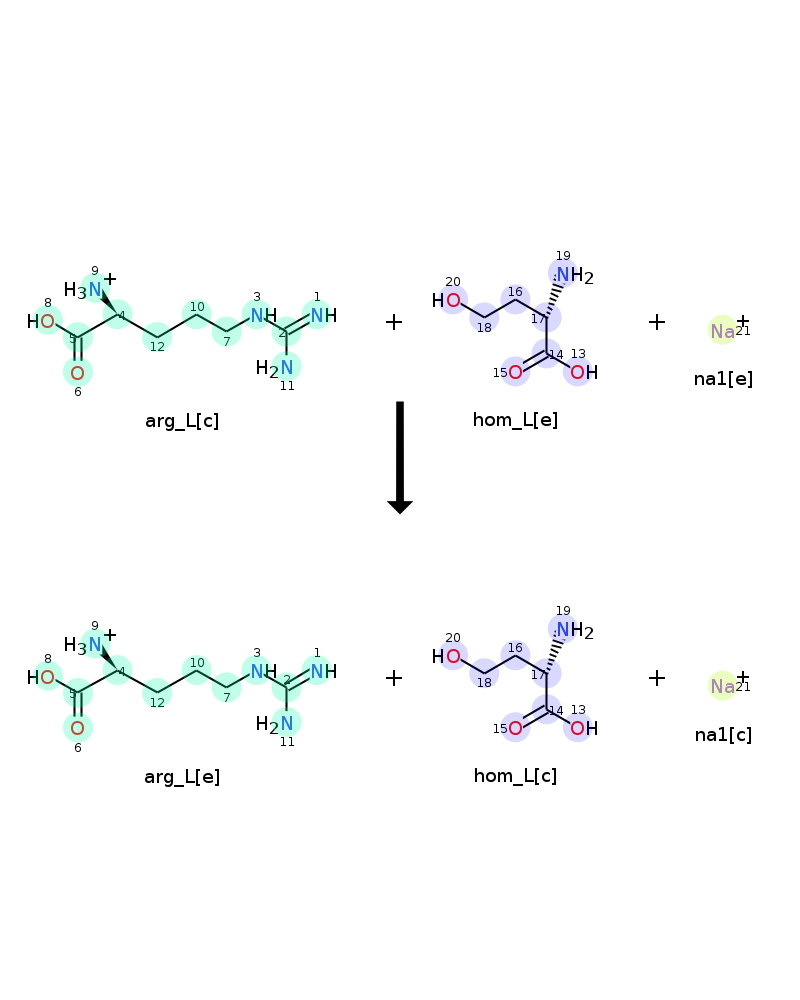 9
H3N+
8
HO
5
O
6
4
12
10
7
3
NH
2
1
NH
H2N
11
+
20
HO
18
16
17
19
NH2
14
15O
13
OH
+
Na+
21
arg_L[c]
hom_L[e]
na1[e]
9
H3N+
8
HO
5
O
6
4
12
10
7
3
NH
2
1
NH
H2N
11
+
20
HO
18
16
17
19
NH2
14
15O
13
OH
+
Na+
21
arg_L[e]
hom_L[c]
na1[c]